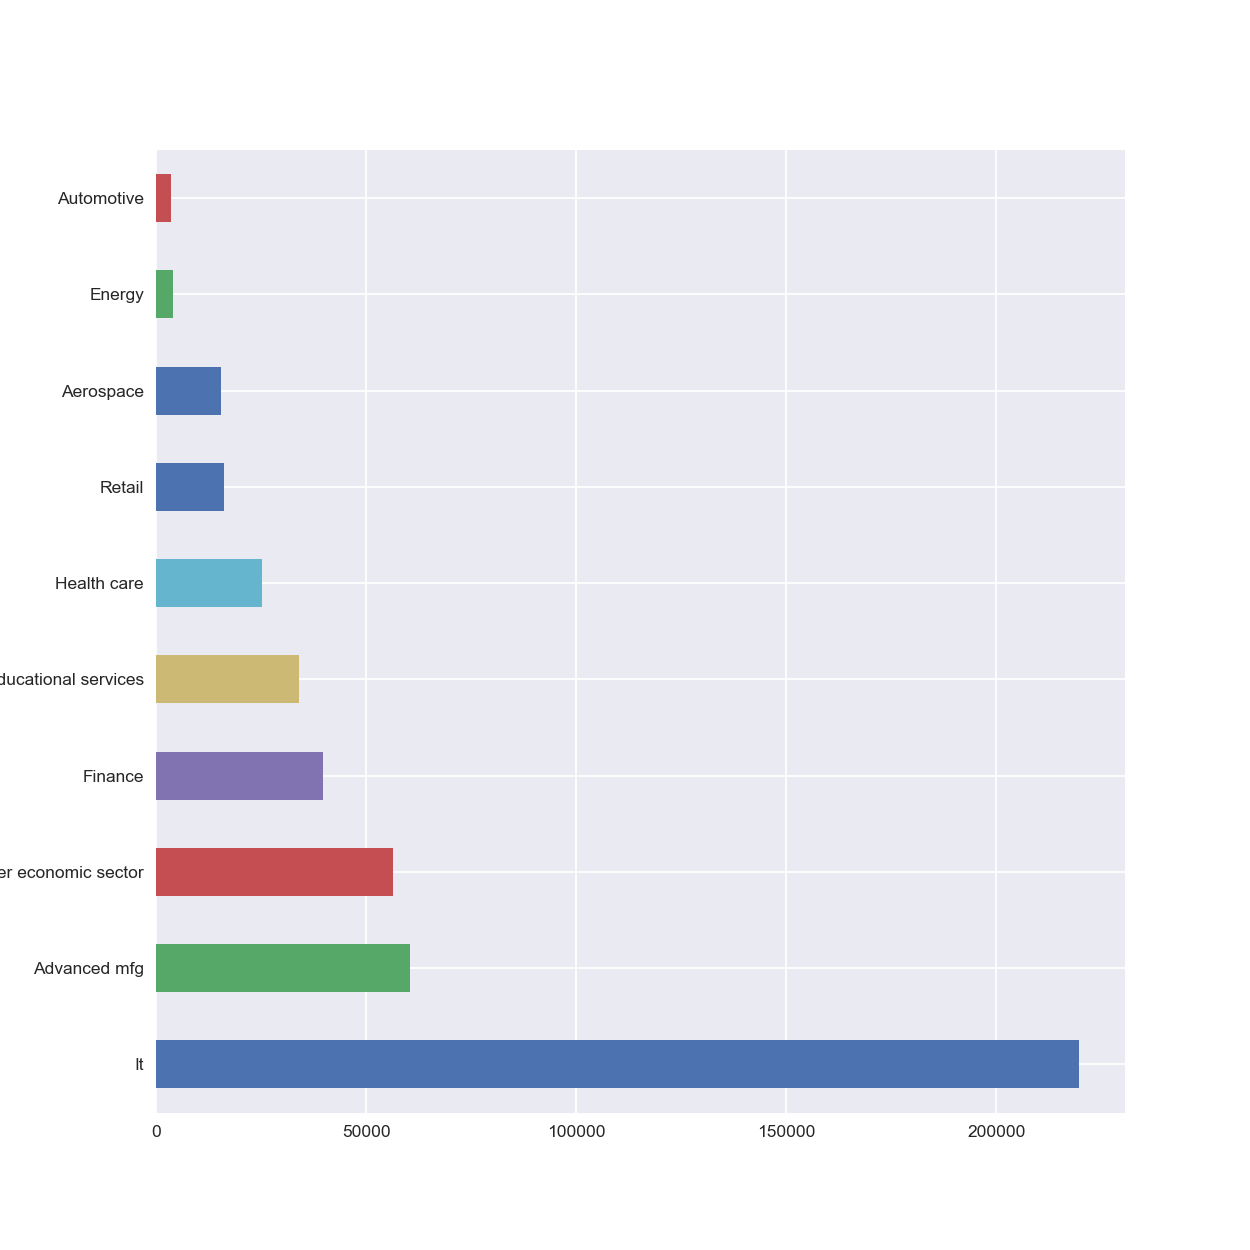 Automotive
Energy
Aerospace
Retail
Health care
ducational services
Finance
er economic sector
Advanced mfg
It
0 50000 100000 150000 200000